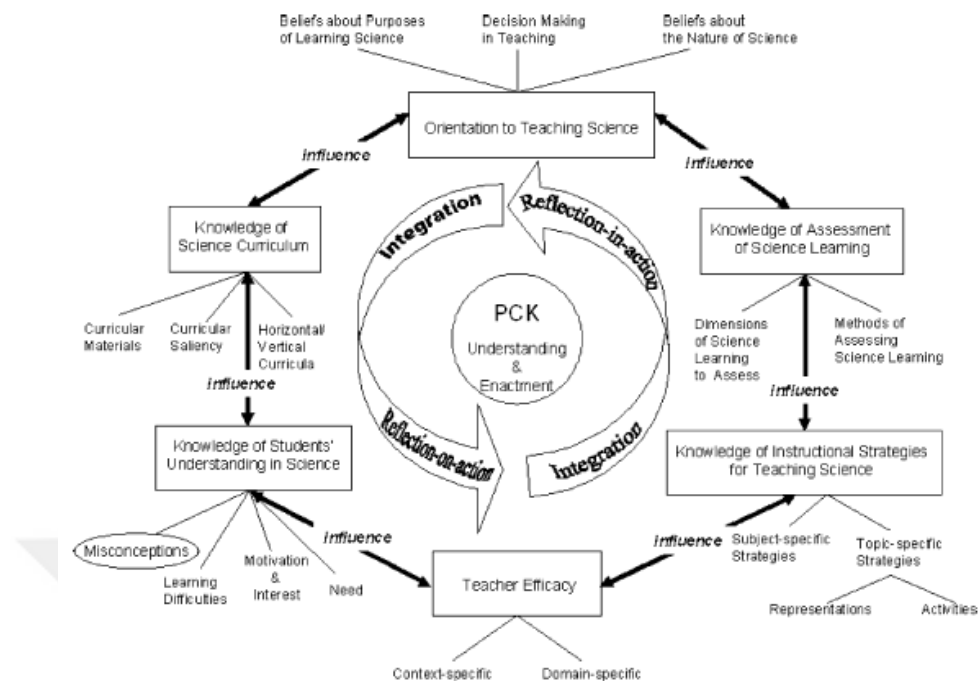 Beliefs about Purposes
of Learning Science
Decision Making
in Teaching
Beliefs about
the Nature of Science
Orientation to Teaching Science
influence
influence
Knowledge of
Science Curriculum
Integration
Reflection-in-action
Knowledge of Assessment
of Science Learning
PCK
Understanding
&
Enactment
Curricular
Materials
Curricular
Saliency
Horizontal/
Vertical
Curricula
Dimensions
of Science
Learning
to Assess
Methods of
Assessing
Science Learning
influence
influence
Knowledge of Students'
Understanding in Science
Reflection-on-action
Integration
Knowledge of Instructional Strategies
for Teaching Science
Misconceptions
Learning
Difficulties
Motivation
&
Interest
Need
influence
influence
Subject-specific
Strategies
Topic-specific
Strategies
Teacher Efficacy
Representations
Activities
Context-specific
Domain-specific